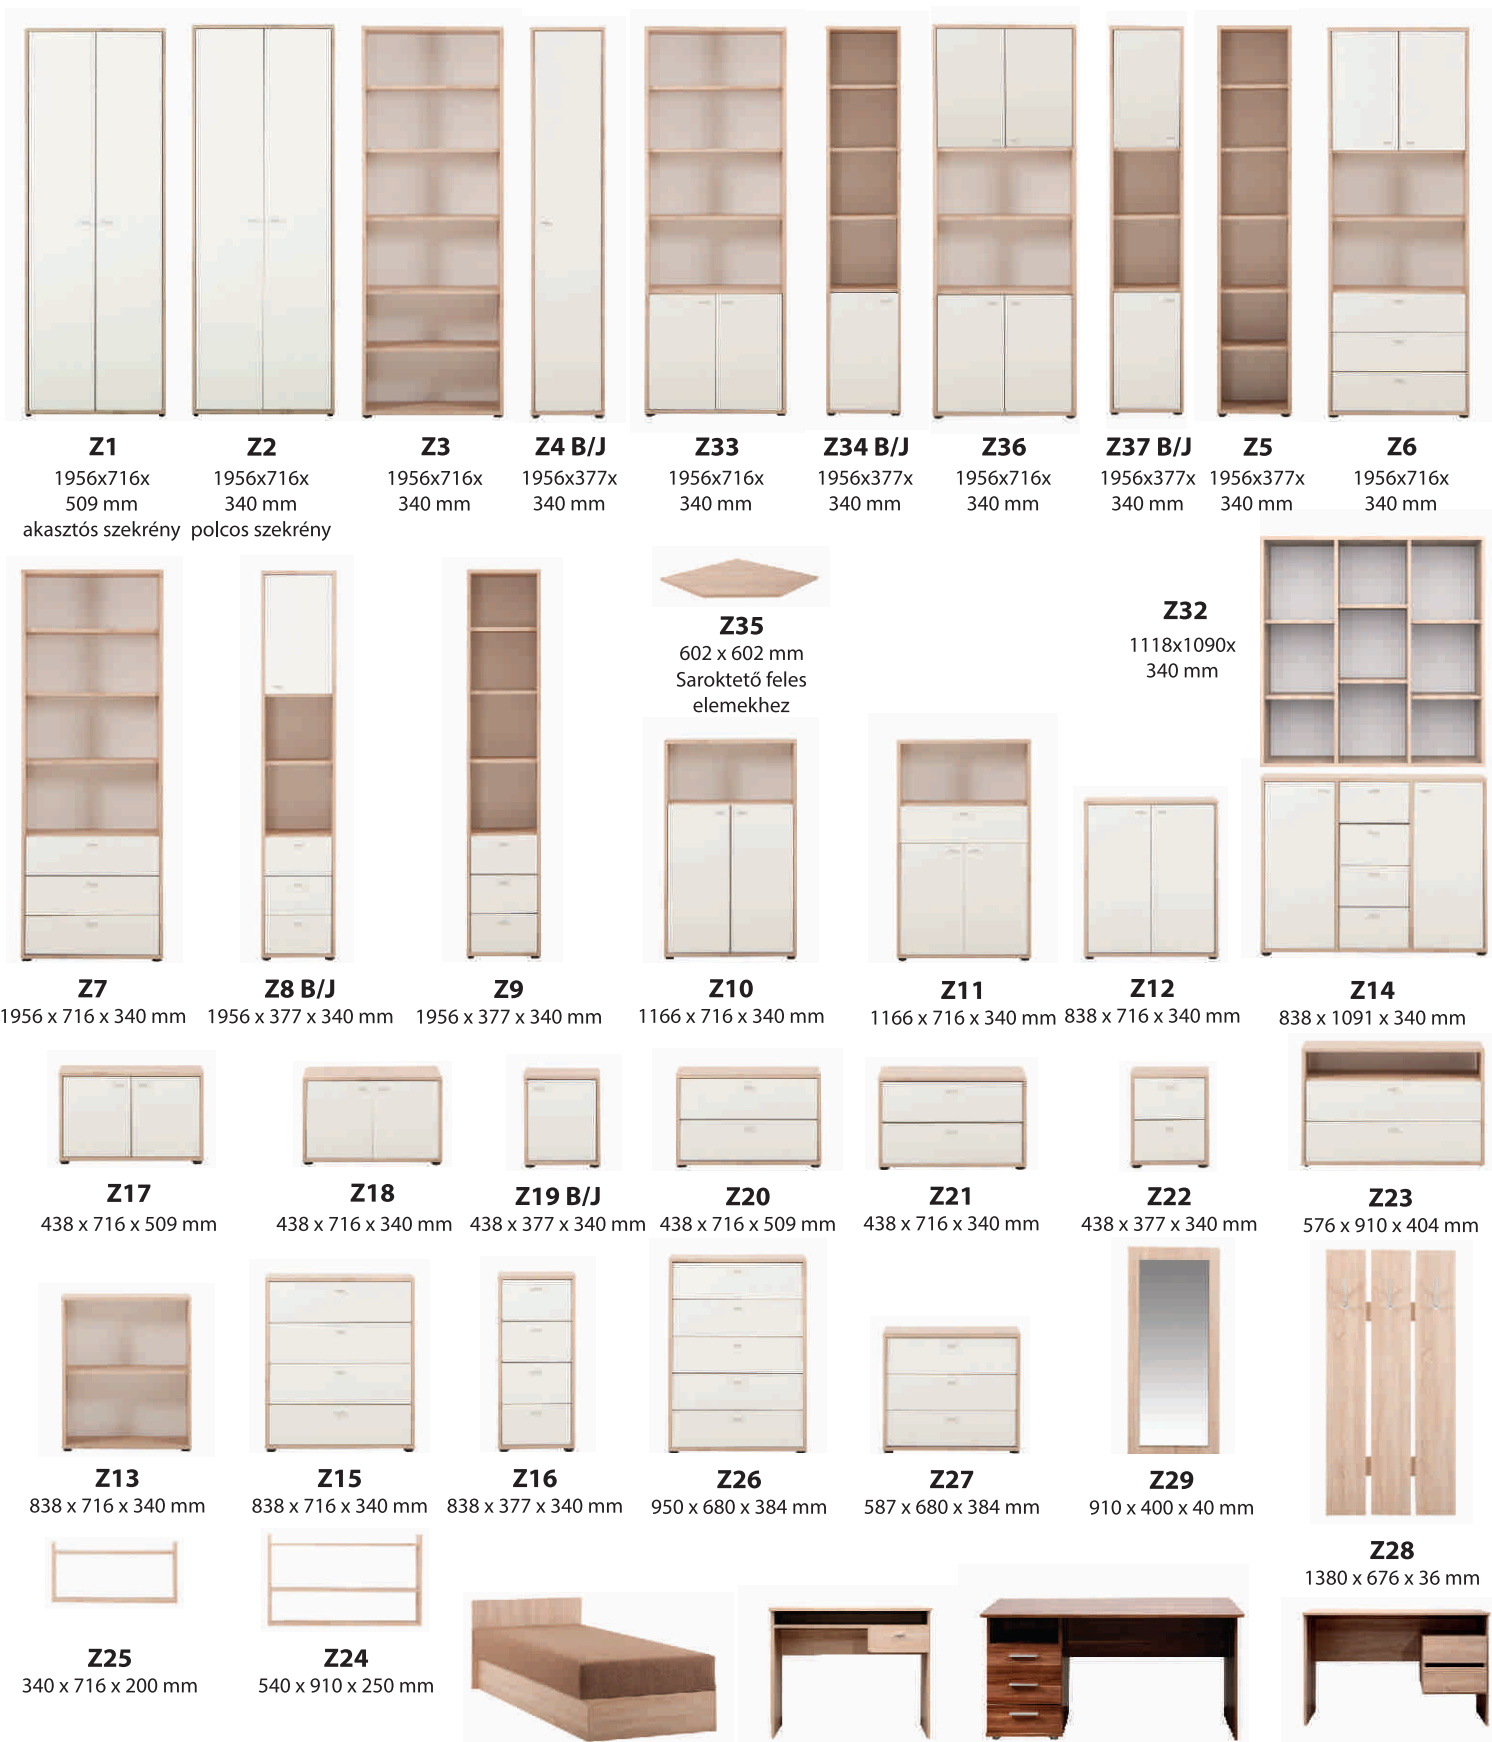 Z1
1956x716x
509 mm
akasztós szekrény
Z2
1956x716x
340 mm
polcos szekrény
Z3
1956x716x
340 mm
Z4 B/J
1956x377x
340 mm
Z33
1956x716x
340 mm
Z34 B/J
1956x377x
340 mm
Z36
1956x716x
340 mm
Z37 B/J
1956x377x
340 mm
Z5
1956x377x
340 mm
Z6
1956x716x
340 mm
Z35
602 x 602 mm
Saroktető feles
elemekhez
Z32
1118x1090x
340 mm
Z7
1956 x 716 x 340 mm
Z8 B/J
1956 x 377 x 340 mm
Z9
1956 x 377 x 340 mm
Z10
1166 x 716 x 340 mm
Z11
1166 x 716 x 340 mm
Z12
838 x 716 x 340 mm
Z14
838 x 1091 x 340 mm
Z17
438 x 716 x 509 mm
Z18
438 x 716 x 340 mm
Z19 B/J
438 x 377 x 340 mm
Z20
438 x 716 x 509 mm
Z21
438 x 716 x 340 mm
Z22
438 x 377 x 340 mm
Z23
576 x 910 x 404 mm
Z13
838 x 716 x 340 mm
Z15
838 x 716 x 340 mm
Z16
838 x 377 x 340 mm
Z26
950 x 680 x 384 mm
Z27
587 x 680 x 384 mm
Z29
910 x 400 x 40 mm
Z28
1380 x 676 x 36 mm
Z25
340 x 716 x 200 mm
Z24
540 x 910 x 250 mm